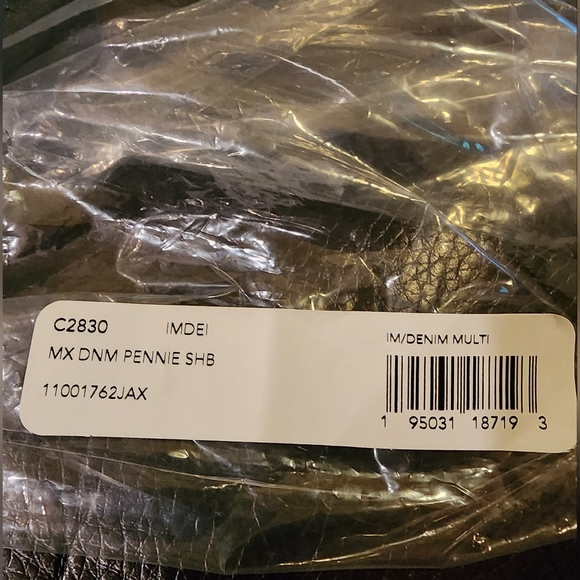 C2830 IMDEI
MX DNM PENNIE SHB
11001762JAX
IM/DENIM MULTI
1 95031 18719 3